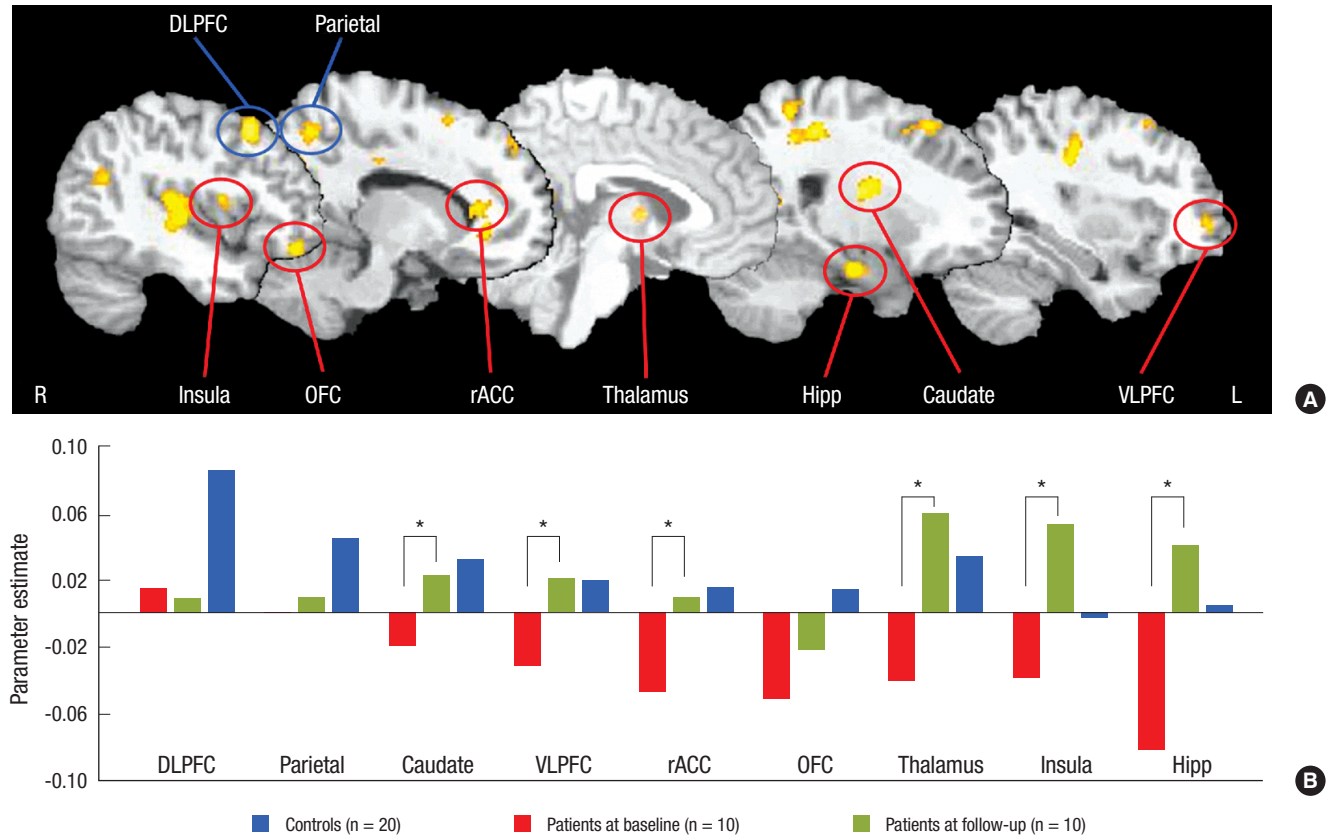 DLPFC Parietal
R Insula OFC rACC Thalamus Hipp Caudate VLPFC L
A
0.10
0.06
0.02
-0.02
-0.06
-0.10
Parameter estimate
* * * * * *
DLPFC Parietal Caudate VLPFC rACC OFC Thalamus Insula Hipp
B
Controls (n = 20) Patients at baseline (n = 10) Patients at follow-up (n = 10)